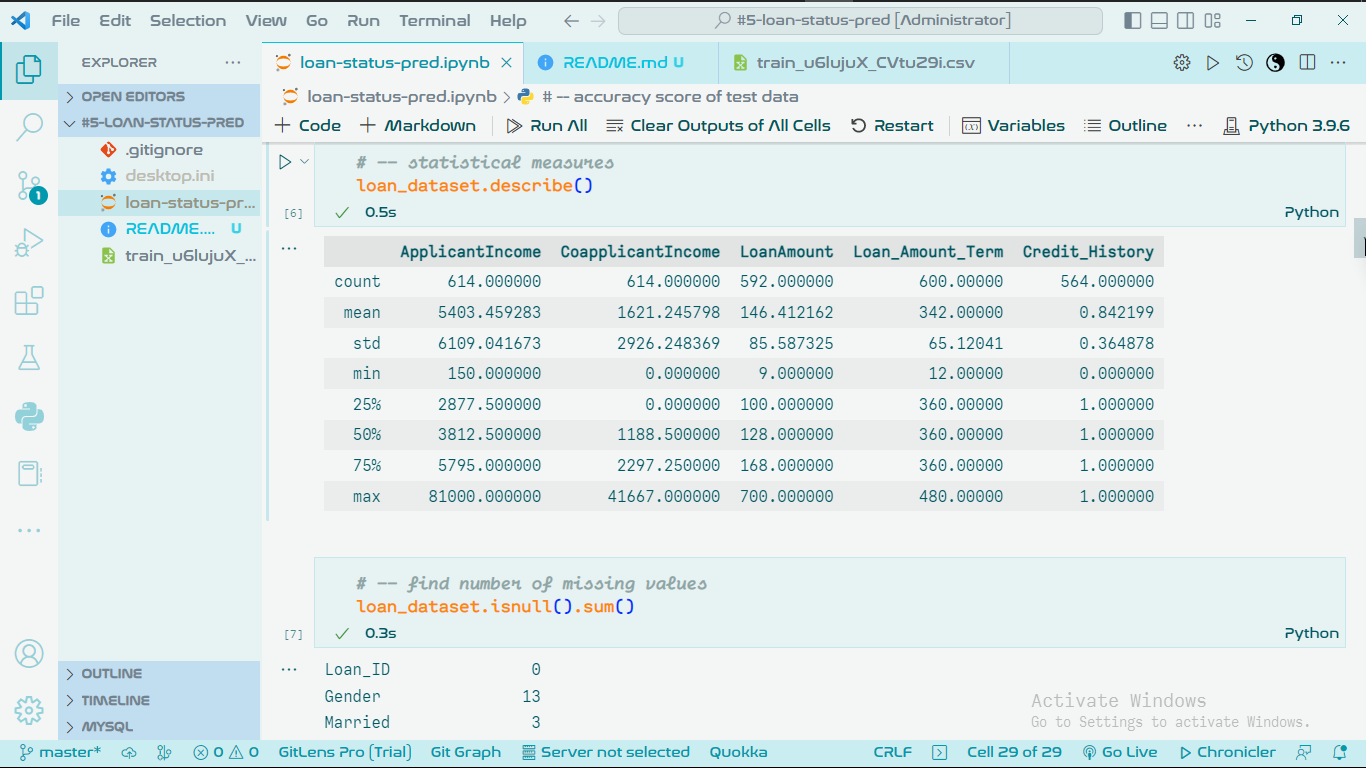 File Edit Selection View Go Run Terminal Help #5-loan-status-pred [Administrator]
EXPLORER
OPEN EDITORS
#5-LOAN-STATUS-PRED
.gitignore
desktop.ini
loan-status-pr...
README.... U
train_u6lujuX_...
OUTLINE
TIMELINE
MYSQL
1
loan-status-pred.ipynb README.md U train_u6lujuX_CVtuZ9i.csv
loan-status-pred.ipynb > # -- accuracy score of test data
+ Code + Markdown Run All Clear Outputs of All Cells Restart Variables Outline ... Python 3.9.6
# -- statistical measures
loan_dataset.describe()
[6] 0.5s Python
ApplicantIncome CoapplicantIncome LoanAmount Loan_Amount_Term Credit_History
count 614.000000 614.000000 592.000000 600.00000 564.000000
mean 5403.459283 1621.245798 146.412162 342.00000 0.842199
std 6109.041673 2926.248369 85.587325 65.12041 0.364878
min 150.000000 0.000000 9.000000 12.00000 0.000000
25% 2877.500000 0.000000 100.000000 360.00000 1.000000
50% 3812.500000 1188.500000 128.000000 360.00000 1.000000
75% 5795.000000 2297.250000 168.000000 360.00000 1.000000
max 81000.000000 41667.000000 700.000000 480.00000 1.000000
# -- find number of missing values
loan_dataset.isnull().sum()
[7] 0.3s Python
Loan_ID 0
Gender 13
Married 3
Activate Windows
Go to Settings to activate Windows.
master* 0 0 GitLens Pro (Trial) Git Graph Server not selected Quokka CRLF Cell 29 of 29 Go Live Chronicler